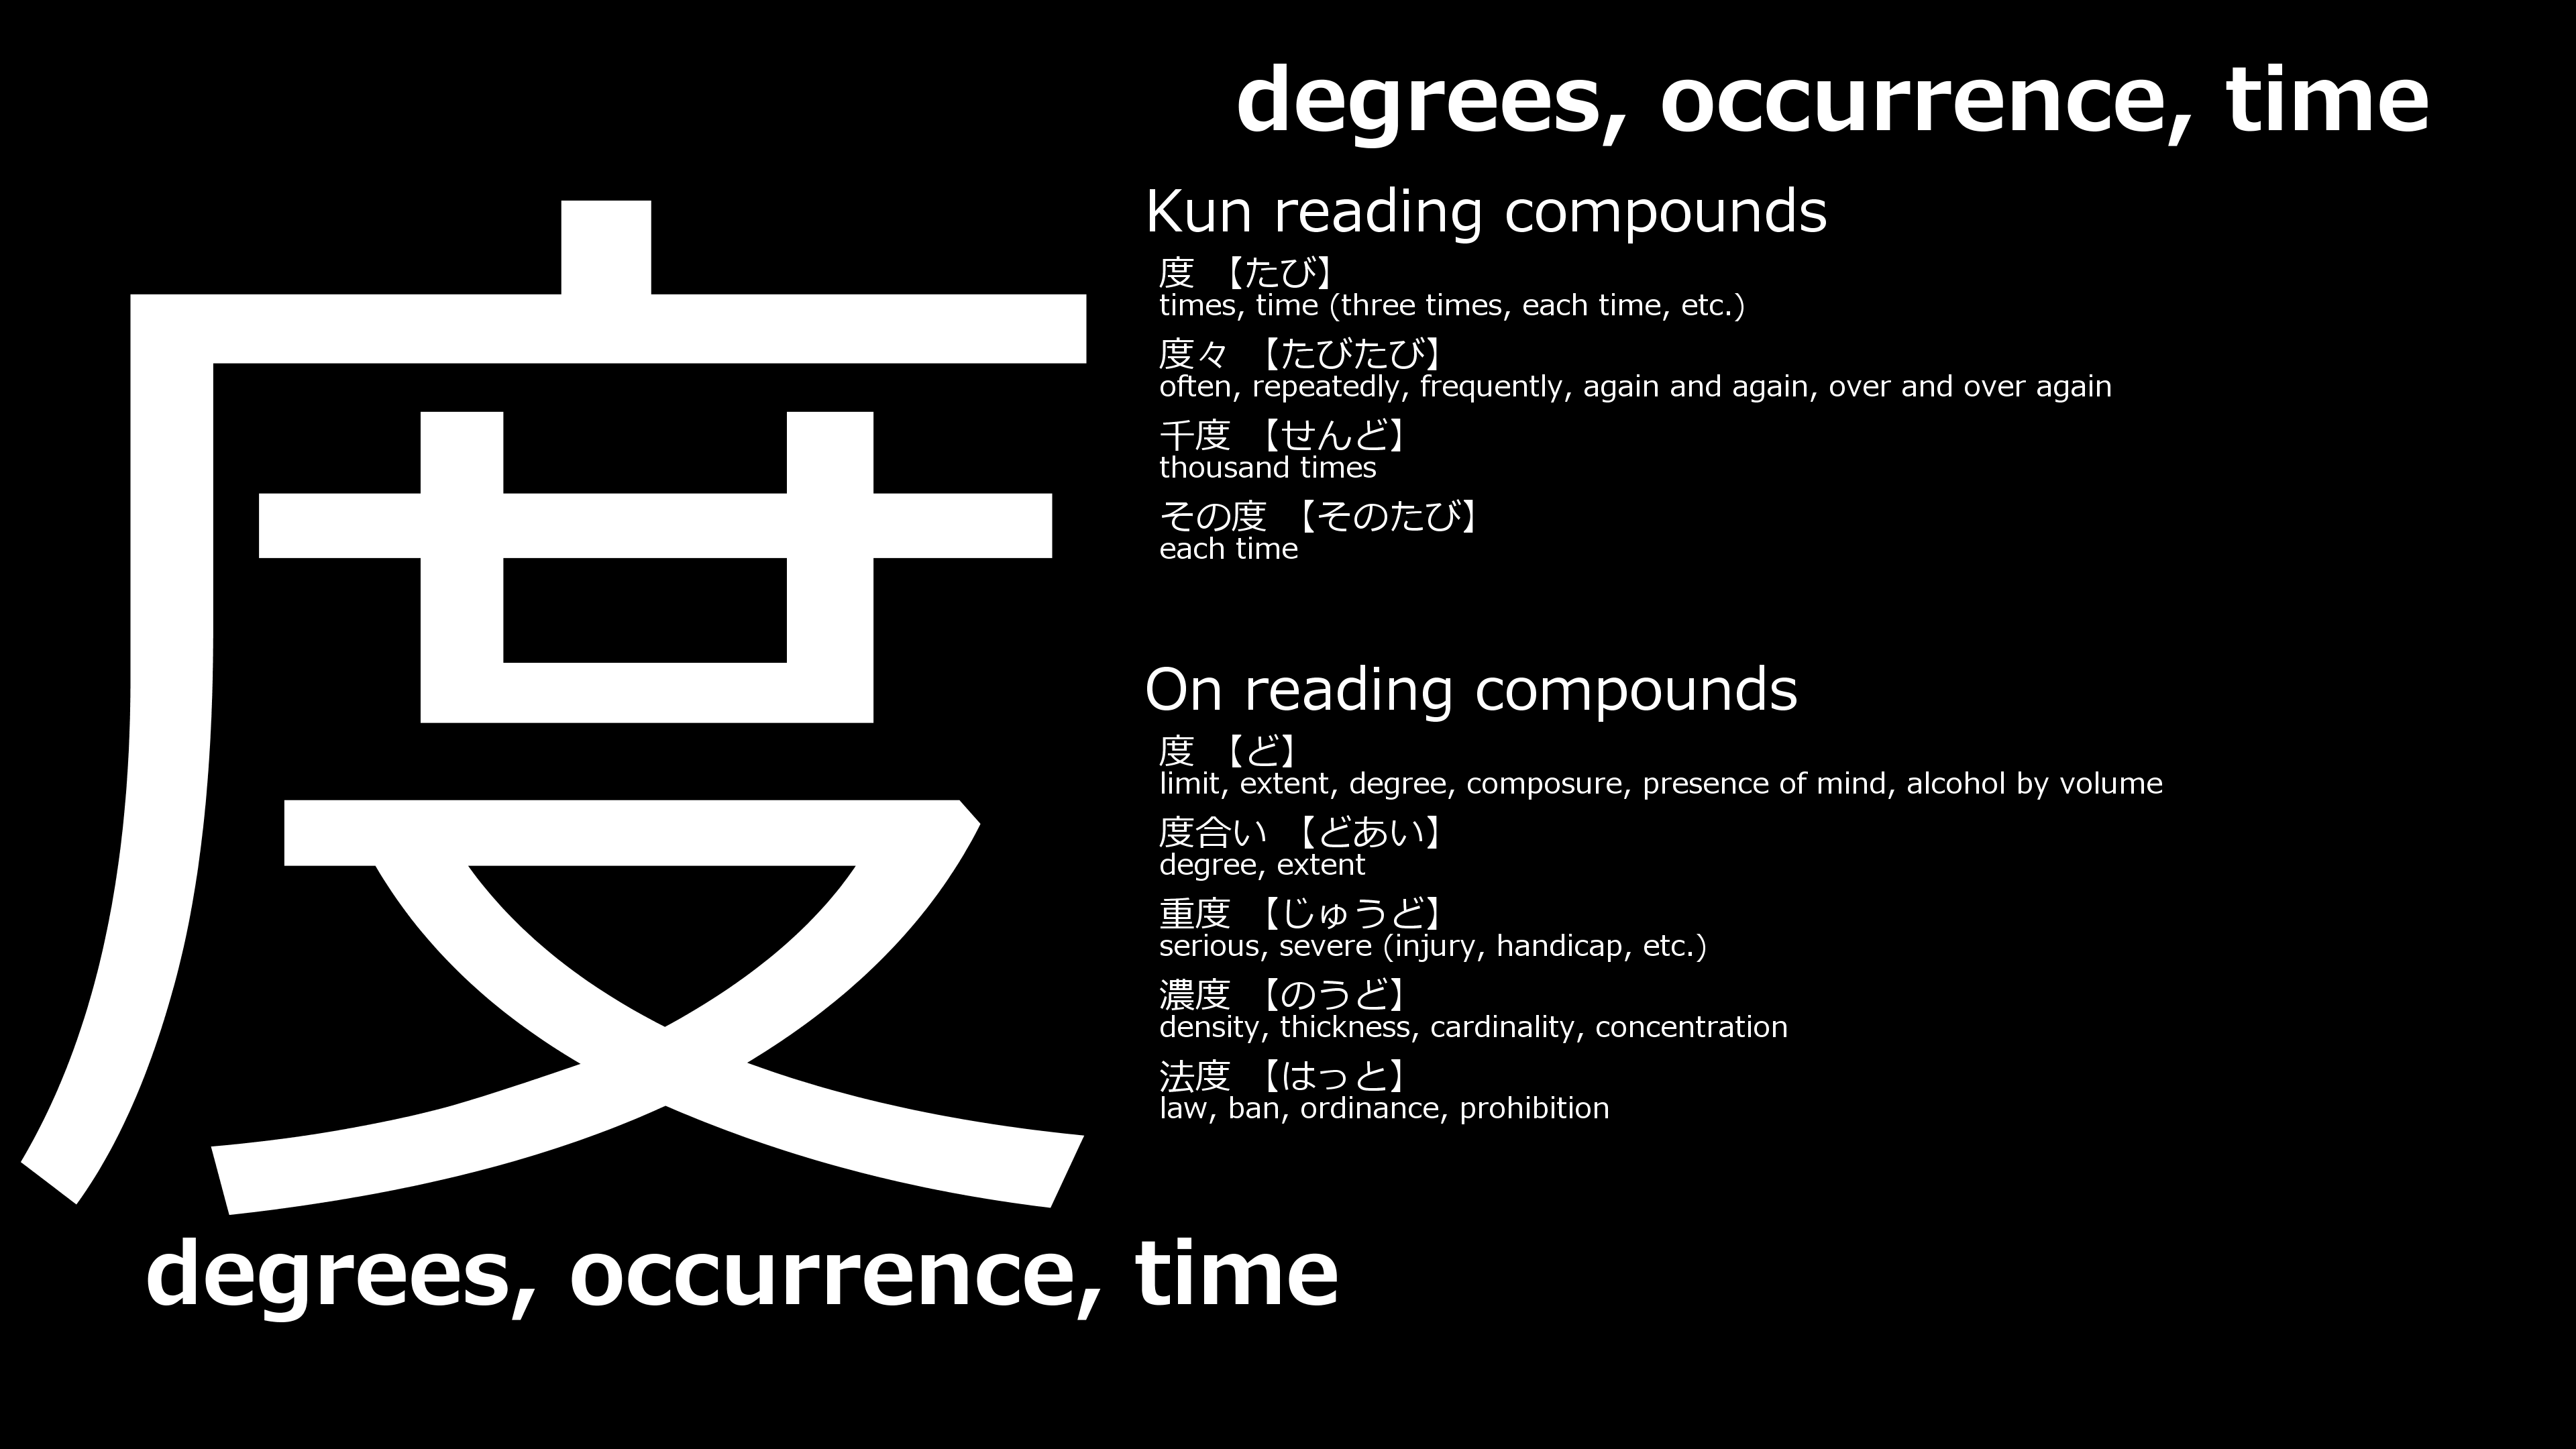 degrees, occurrence, time
度
Kun reading compounds
度 【たび】
times, time (three times, each time, etc.)
度々 【たびたび】
often, repeatedly, frequently, again and again, over and over again
千度 【せんど】
thousand times
その度 【そのたび】
each time
On reading compounds
度 【ど】
limit, extent, degree, composure, presence of mind, alcohol by volume
度合い 【どあい】
degree, extent
重度 【じゅうど】
serious, severe (injury, handicap, etc.)
濃度 【のうど】
density, thickness, cardinality, concentration
法度 【はっと】
law, ban, ordinance, prohibition
degrees, occurrence, time